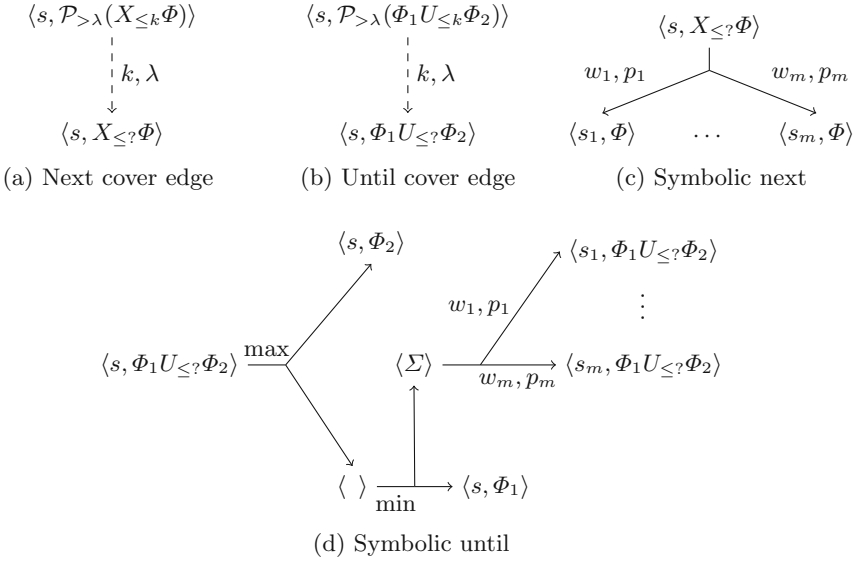 ⟨s, 𝒫>λ(X≤kΦ)⟩ ⟨s, 𝒫>λ(Φ1U≤kΦ2)⟩ ⟨s, X≤?Φ⟩
k, λ k, λ w1, p1 wm, pm
⟨s, X≤?Φ⟩ ⟨s, Φ1U≤?Φ2⟩ ⟨s1, Φ⟩ ... ⟨sm, Φ⟩
(a) Next cover edge (b) Until cover edge (c) Symbolic next
⟨s, Φ2⟩ ⟨s1, Φ1U≤?Φ2⟩
w1, p1 ⋮
⟨s, Φ1U≤?Φ2⟩ max ⟨Σ⟩ wm, pm ⟨sm, Φ1U≤?Φ2⟩
⟨ ⟩ min ⟨s, Φ1⟩
(d) Symbolic until